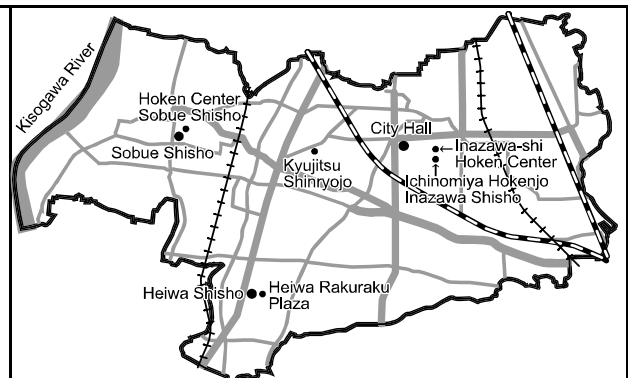 Kisogawa River
Hoken Center
Sobue Shisho
Sobue Shisho
Kyujitsu
Shinryojo
City Hall
←Inazawa-shi
Hoken Center
↑
Ichinomiya Hokenjo
Inazawa Shisho
Heiwa Shisho
Heiwa Rakuraku
Plaza